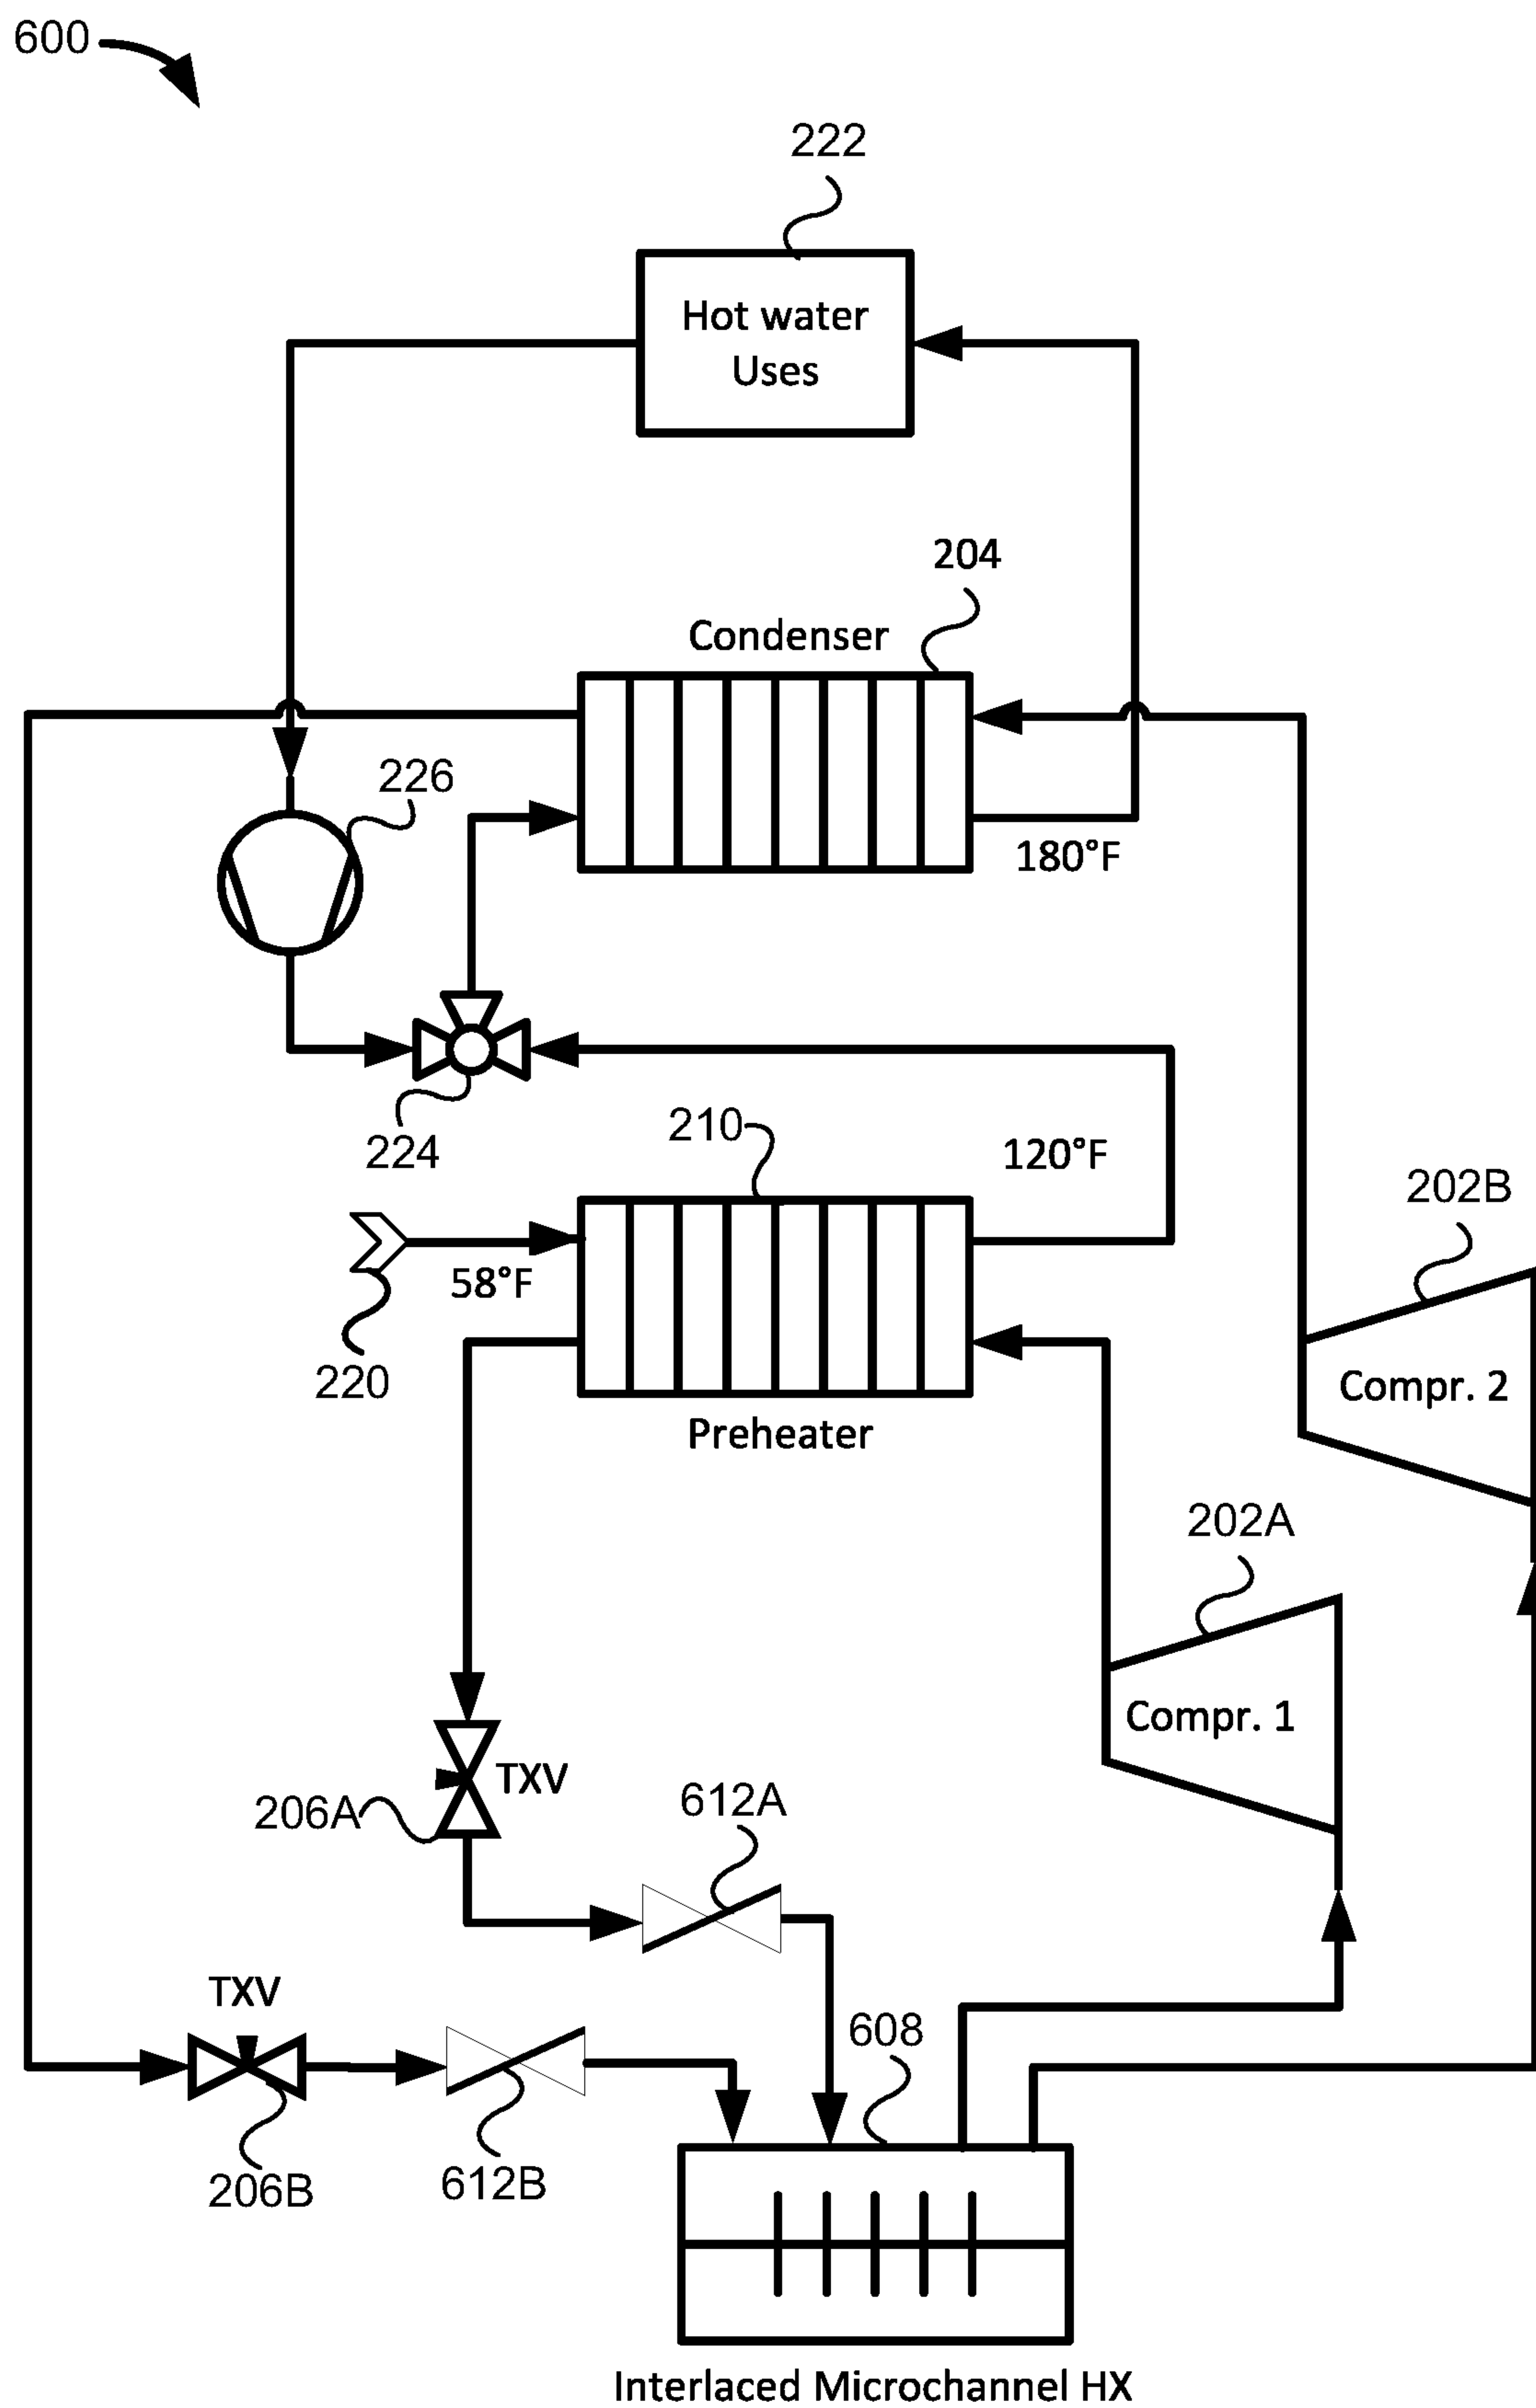 600
222
Hot water
Uses
204
Condenser
226
180°F
224
210
120°F
202B
58°F
220
Compr. 2
Preheater
202A
Compr. 1
TXV
206A
612A
TXV
608
206B
612B
Interlaced Microchannel HX